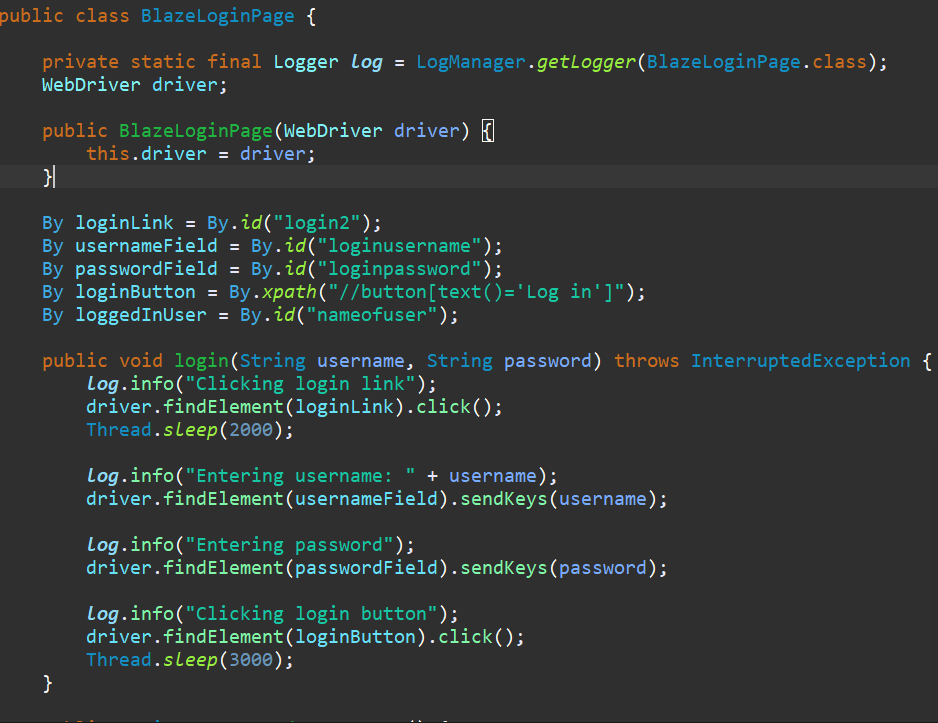 public class BlazeLoginPage {
private static final Logger log = LogManager.getLogger(BlazeLoginPage.class);
WebDriver driver;
public BlazeLoginPage(WebDriver driver) {
this.driver = driver;
}
By loginLink = By.id("login2");
By usernameField = By.id("loginusername");
By passwordField = By.id("loginpassword");
By loginButton = By.xpath("//button[text()='Log in']");
By loggedInUser = By.id("nameofuser");
public void login(String username, String password) throws InterruptedException {
log.info("Clicking login link");
driver.findElement(loginLink).click();
Thread.sleep(2000);
log.info("Entering username: " + username);
driver.findElement(usernameField).sendKeys(username);
log.info("Entering password");
driver.findElement(passwordField).sendKeys(password);
log.info("Clicking login button");
driver.findElement(loginButton).click();
Thread.sleep(3000);
}